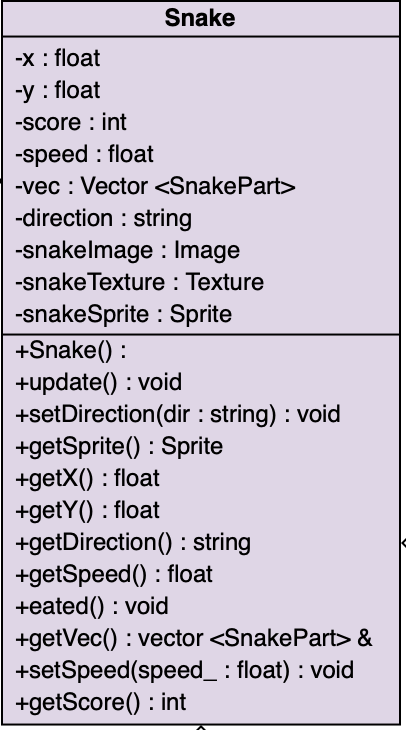 Snake
-x : float
-y : float
-score : int
-speed : float
-vec : Vector <SnakePart>
-direction : string
-snakeImage : Image
-snakeTexture : Texture
-snakeSprite : Sprite
+Snake() :
+update() : void
+setDirection(dir : string) : void
+getSprite() : Sprite
+getX() : float
+getY() : float
+getDirection() : string
+getSpeed() : float
+eated() : void
+getVec() : vector <SnakePart> &
+setSpeed(speed_ : float) : void
+getScore() : int